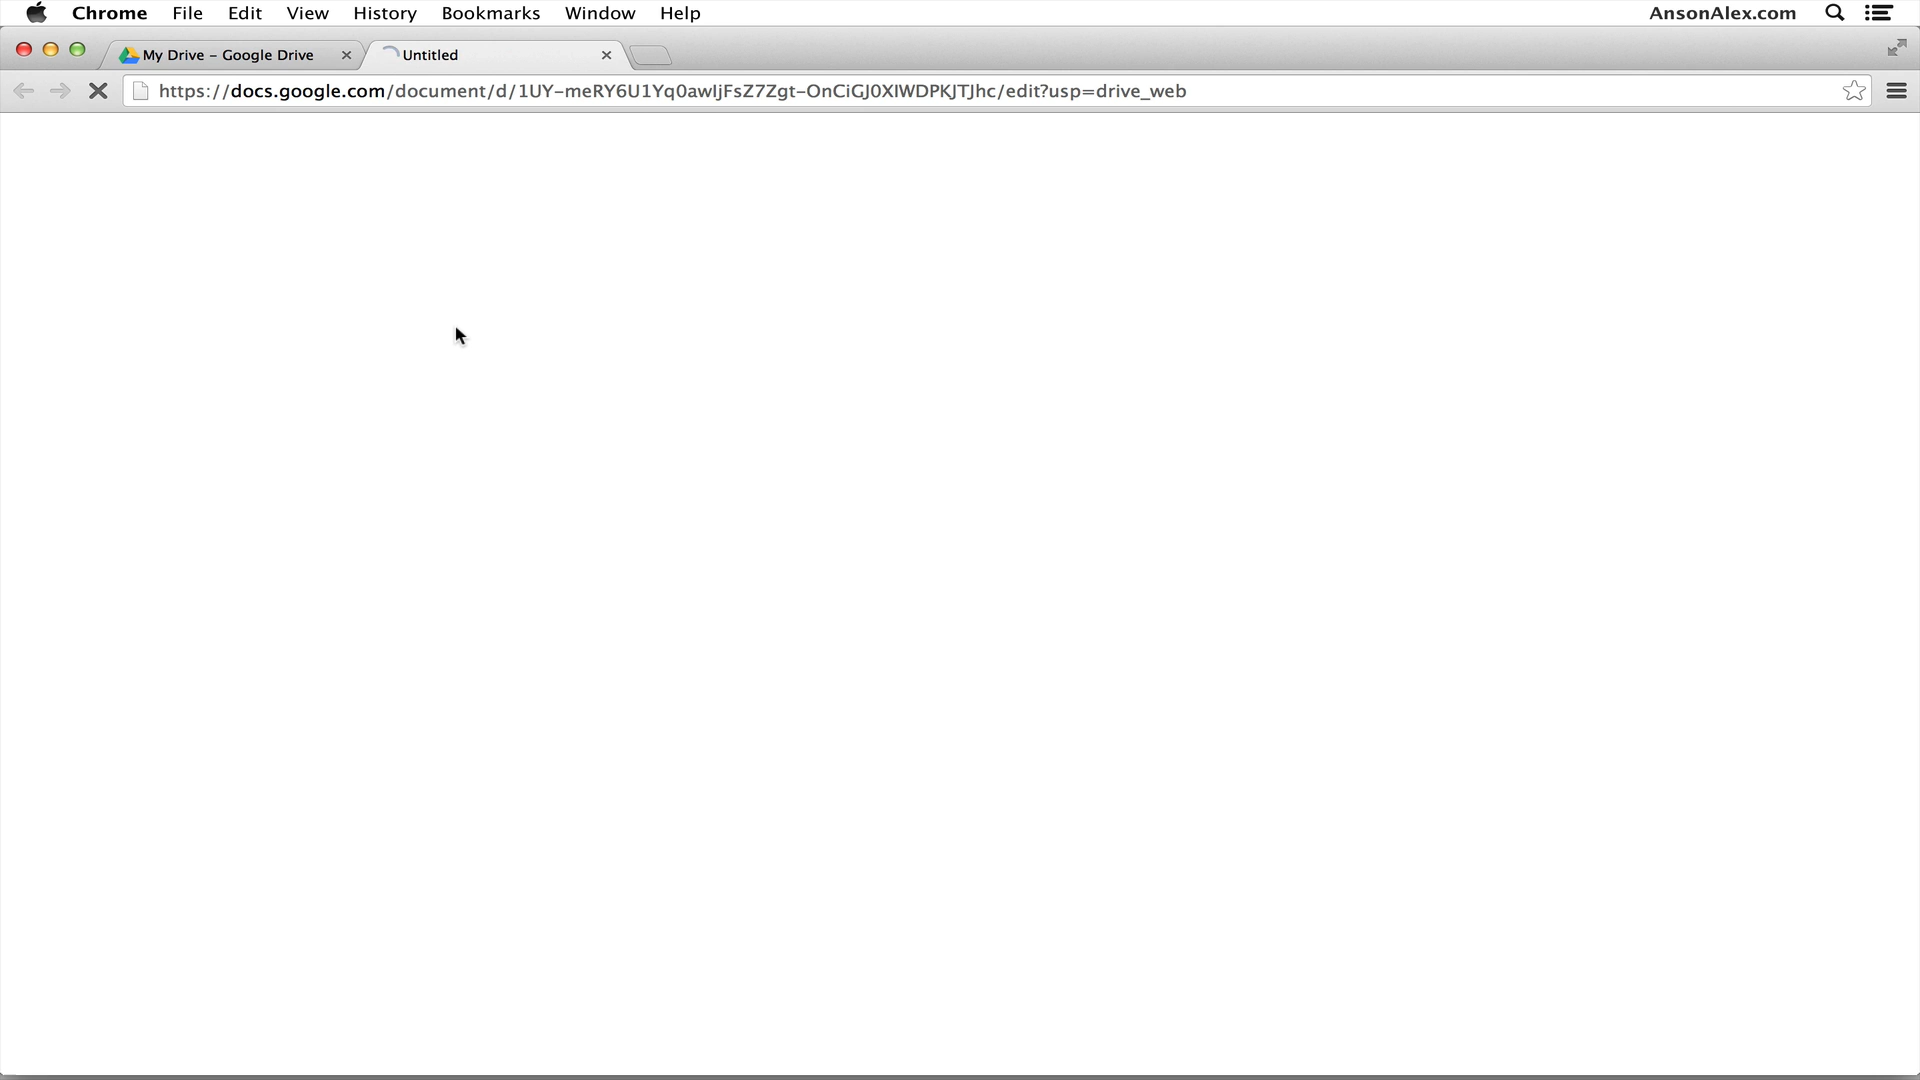 Chrome File Edit View History Bookmarks Window Help AnsonAlex.com
My Drive - Google Drive Untitled
https://docs.google.com/document/d/1UY-meRY6U1Yq0awIjFsZ7Zgt-OnCiGJ0XIWDPKJTJhc/edit?usp=drive_web